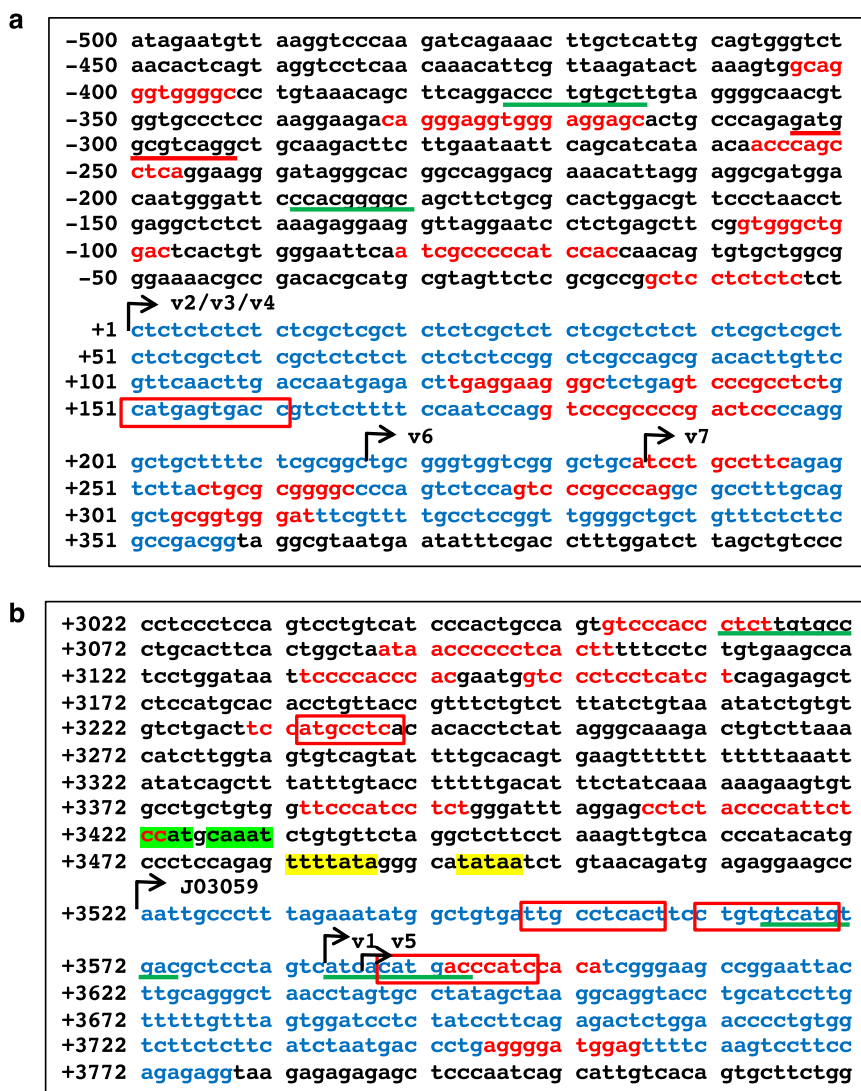 a
−500 atagaatgtt aaggtcccaa gatcagaaac ttgctcattg cagtgggtct
−450 aacactcagt aggtcctcaa caaacattcg ttaagatact aaagtgggcag
−400 ggtggggccc tgtaaacagc ttcaggaccc tgtgcttgta ggggcaacgt
−350 ggtgccctcc aaggaagaca gggaggtggg aggagcactg cccagagatg
−300 gcgtcaggct gcaagacttc ttgaataatt cagcatcata acaacccagc
−250 ctcaggaagg gatagggcac ggccaggacg gaaacattag aggcgatgga
−200 caatgggatt cccacggggc agcttctgcg cactggacgt tccctaacct
−150 gaggctctct aaagaggaag gttaggaatc ctctgagctt cggtgggctg
−100 gactcactgt gggaattcaa tcgcccccat ccaccaacag tgtgctggcg
−50 ggaaaacgcc gacacgcatg cgtagttctc gcgccggctc ctctctctct
v2/v3/v4
+1 ctctctctct ctcgctcgct ctctcgctct ctcgctctct ctcgctcgct
+51 ctctcgctct cgctctctct ctctctccgg ctcgccagcg acacttgttc
+101 gttcaacttg accaatgaga cttgaggaag ggctctgagt cccgcctctg
+151 catgagtgac cgtctctttt ccaatccagg tcccgccccg actccccagg
v6 v7
+201 gctgcttttc tcgcggctgc gggtggtcgg gctgcatcct gccttcagag
+251 tcttactgcg cggggcccca gtctccagtc ccgcccaggc gcctttgcag
+301 gctgcggtgg gatttcgttt tgcctccggt tggggctgct gtttctcttc
+351 gccgacggta ggcgtaatga atatttcgac ctttggatct tagctgtccc
b
+3022 cctccctcca gtcctgtcat cccactgcca gtgtcccacc ctcttgtgcc
+3072 ctgcacttca ctggctaata acccccctca cttttcctc tgtgaagcca
+3122 tcctggataa ttccccaccc acgaatggtc ccctcctcat ctcagagagct
+3172 ctccatgcac acctgttacc gtttctgtct ttatctgtaa atatctgtgt
+3222 gtctgacttc ccatgcctca cacacctctat agggcaaaga ctgtcttaaa
+3272 catcttggta gtgtcagtat tttgcacagt gaagtttttt tttttaaatt
+3322 atatcagctt tatttgtacc tttttgacat ttctatcaaa aaagaagtgt
+3372 gcctgctgtg gttcccatcc tctgggattt aggagcctct accccattct
+3422 ccatgcaaat ctgtgttcta ggctcttcct aaagttgtca cccatacatg
+3472 cccctccagag ttttatagggg catataatct gtaacagatg agaggaagcc
J03059
+3522 aattgccctt tagaaatatg gctgtgattg cctcacttcc tgtgtcatgt
v1 v5
+3572 gacgctccta gtcatcacat gacccatcca catcgggaag ccggaattac
+3622 ttgcagggct aacctagtgc ctatagctaa ggcaggtacc tgcatccttg
+3672 tttttgttta gtggatcctc tatccttcag agactctgga acccctgtgg
+3722 tcttctcttc atctaatgac cctgagggga tggagttttc aagtccttcc
+3772 agagaggtaa gagagagagc tcccaatcag cattgtcaca gtgcttctgg